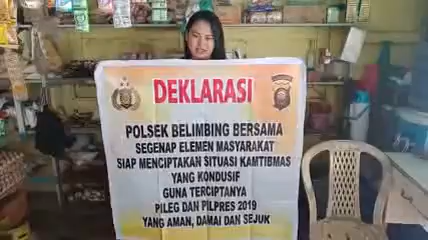 DEKLARASI
POLSEK BELIMBING BERSAMA
SEGENAP ELEMEN MASYARAKAT
SIAP MENCIPTAKAN SITUASI KAMTIBMAS
YANG KONDUSIF
GUNA TERCIPTANYA
PILEG DAN PILPRES 2019
YANG AMAN, DAMAI DAN SEJUK